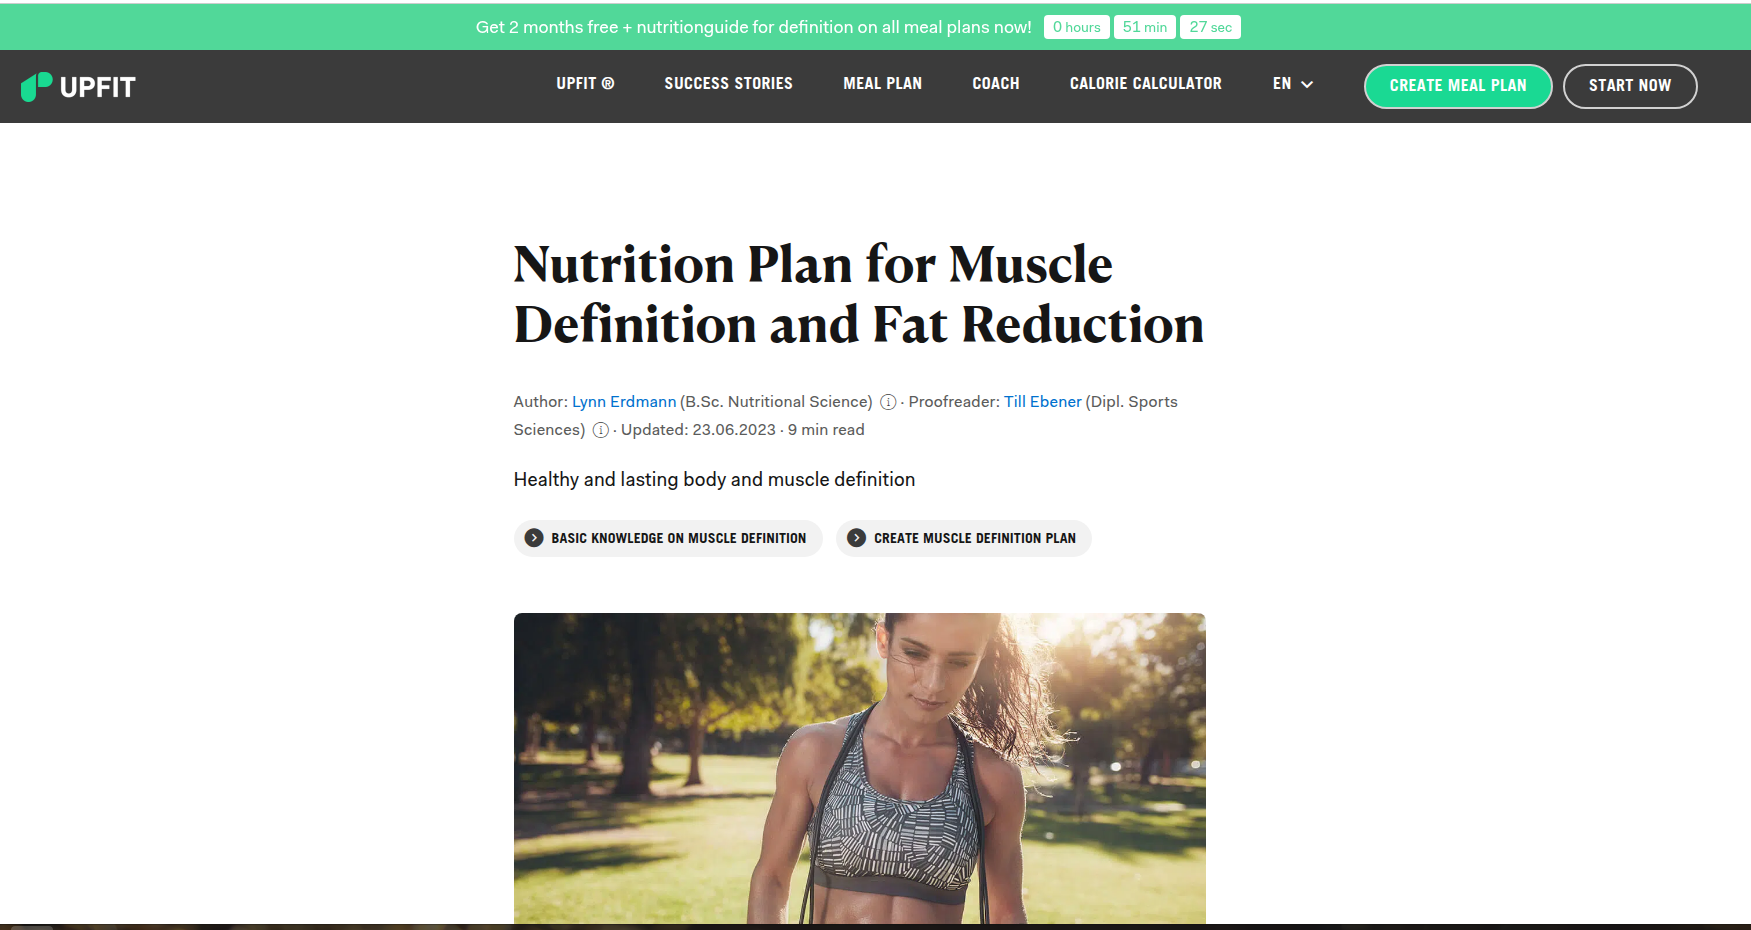 Get 2 months free + nutritionguide for definition on all meal plans now! 0 hours 51 min 27 sec
UPFIT UPFIT ® SUCCESS STORIES MEAL PLAN COACH CALORIE CALCULATOR EN CREATE MEAL PLAN START NOW
Nutrition Plan for Muscle
Definition and Fat Reduction
Author: Lynn Erdmann (B.Sc. Nutritional Science) ⓘ · Proofreader: Till Ebener (Dipl. Sports
Sciences) ⓘ · Updated: 23.06.2023 · 9 min read
Healthy and lasting body and muscle definition
BASIC KNOWLEDGE ON MUSCLE DEFINITION CREATE MUSCLE DEFINITION PLAN